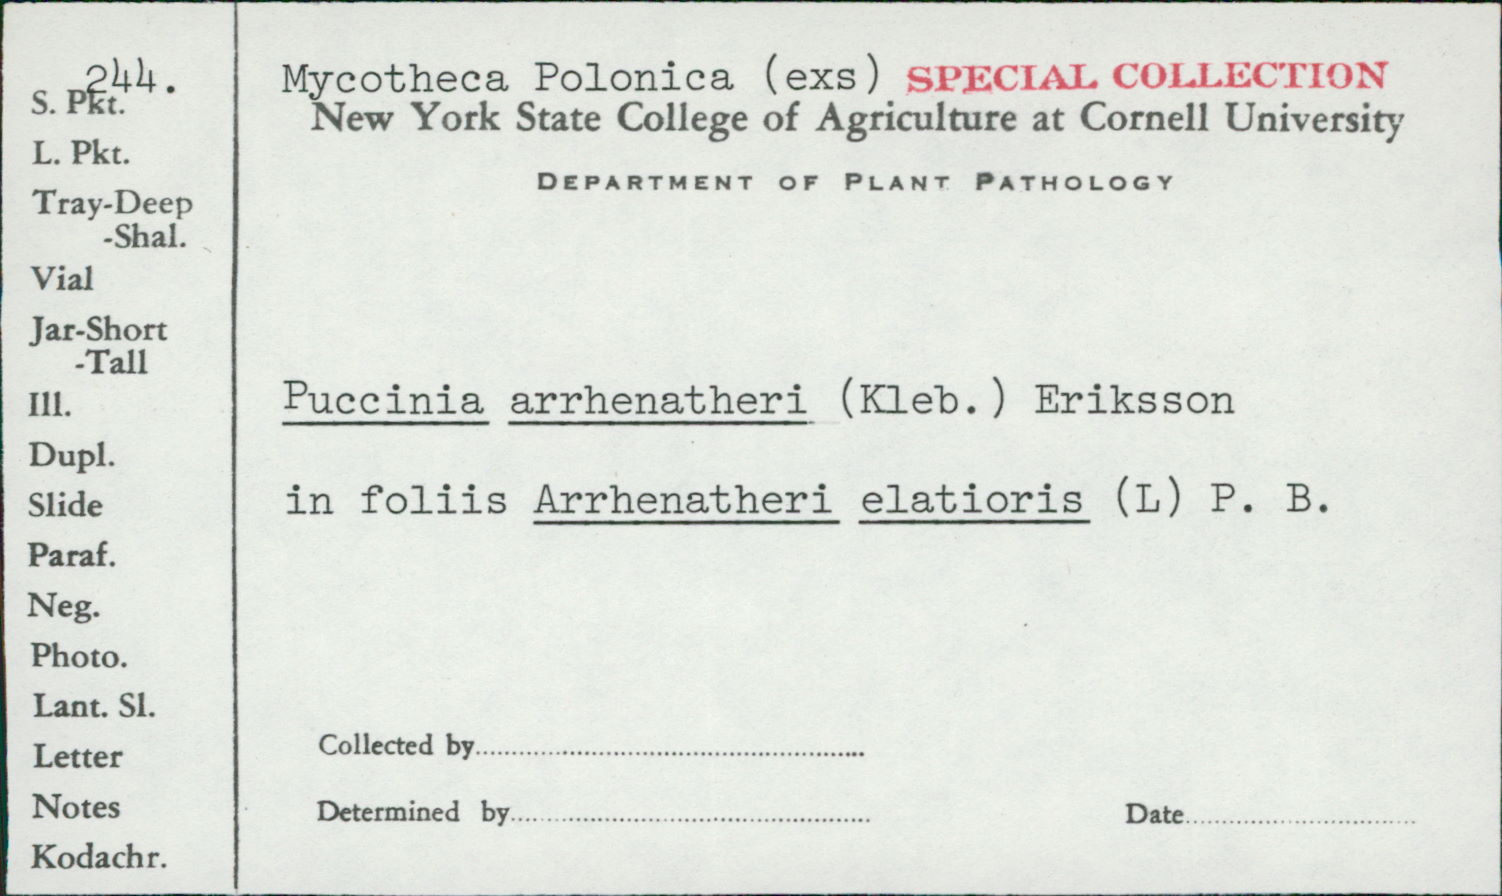 244.
S. Pkt.
L. Pkt.
Tray-Deep
-Shal.
Vial
Jar-Short
-Tall
Ill.
Dupl.
Slide
Paraf.
Neg.
Photo.
Lant. Sl.
Letter
Notes
Kodachr.
Mycotheca Polonica (exs) SPECIAL COLLECTION
New York State College of Agriculture at Cornell University
DEPARTMENT OF PLANT PATHOLOGY
Puccinia arrhenatheri (Kleb.) Eriksson
in foliis Arrhenatheri elatioris (L) P. B.
Collected by
Determined by
Date